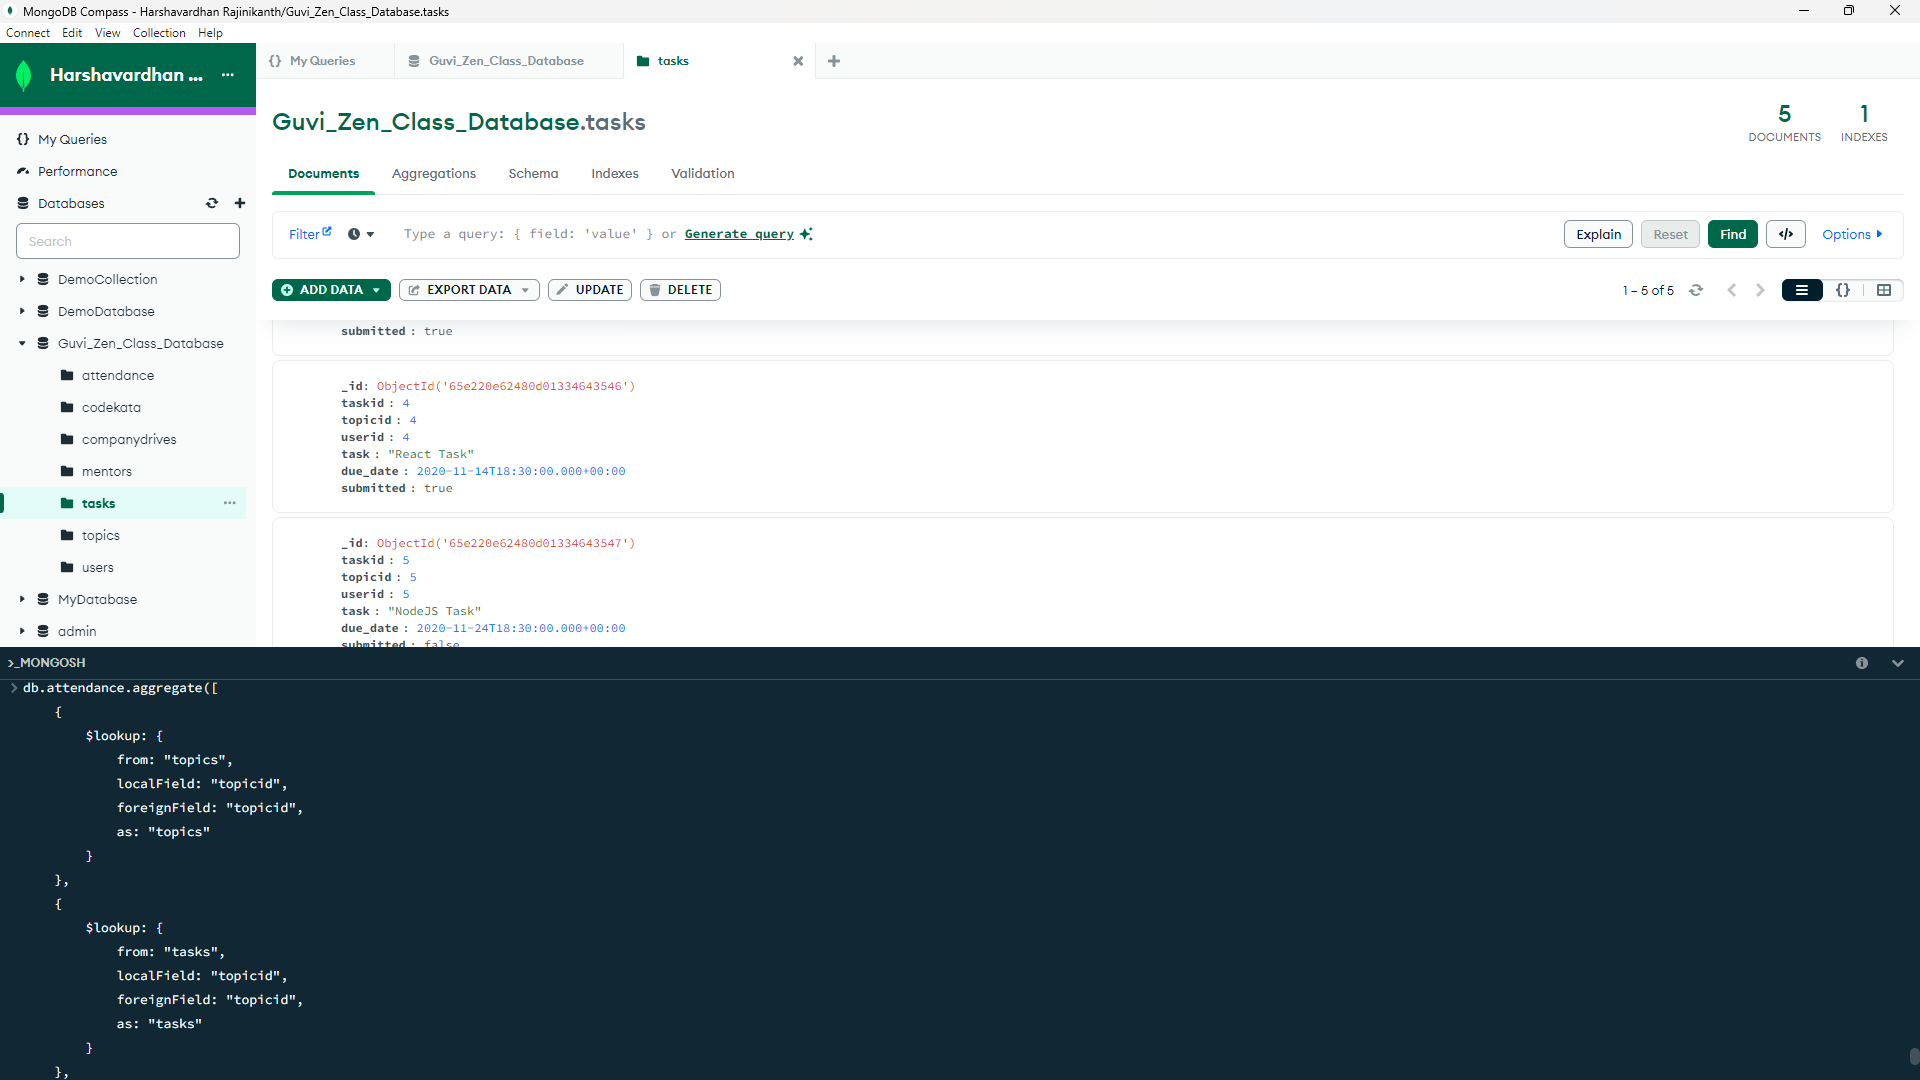 MongoDB Compass - Harshavardhan Rajinikanth/Guvi_Zen_Class_Database.tasks
Connect Edit View Collection Help
Harshavardhan ...
My Queries
Guvi_Zen_Class_Database
tasks
Guvi_Zen_Class_Database.tasks
5
DOCUMENTS
1
INDEXES
{} My Queries
Performance
Databases
Search
DemoCollection
DemoDatabase
Guvi_Zen_Class_Database
attendance
codekata
companydrives
mentors
tasks
topics
users
MyDatabase
admin
Documents Aggregations Schema Indexes Validation
Filter Type a query: { field: 'value' } or Generate query Explain Reset Find </> Options
ADD DATA EXPORT DATA UPDATE DELETE 1 – 5 of 5 {}
submitted : true
_id: ObjectId('65e220e62480d01334643546')
taskid : 4
topicid : 4
userid : 4
task : "React Task"
due_date : 2020-11-14T18:30:00.000+00:00
submitted : true
_id: ObjectId('65e220e62480d01334643547')
taskid : 5
topicid : 5
userid : 5
task : "NodeJS Task"
due_date : 2020-11-24T18:30:00.000+00:00
submitted : false
>_MONGOSH
> db.attendance.aggregate([
{
$lookup: {
from: "topics",
localField: "topicid",
foreignField: "topicid",
as: "topics"
}
},
{
$lookup: {
from: "tasks",
localField: "topicid",
foreignField: "topicid",
as: "tasks"
}
},